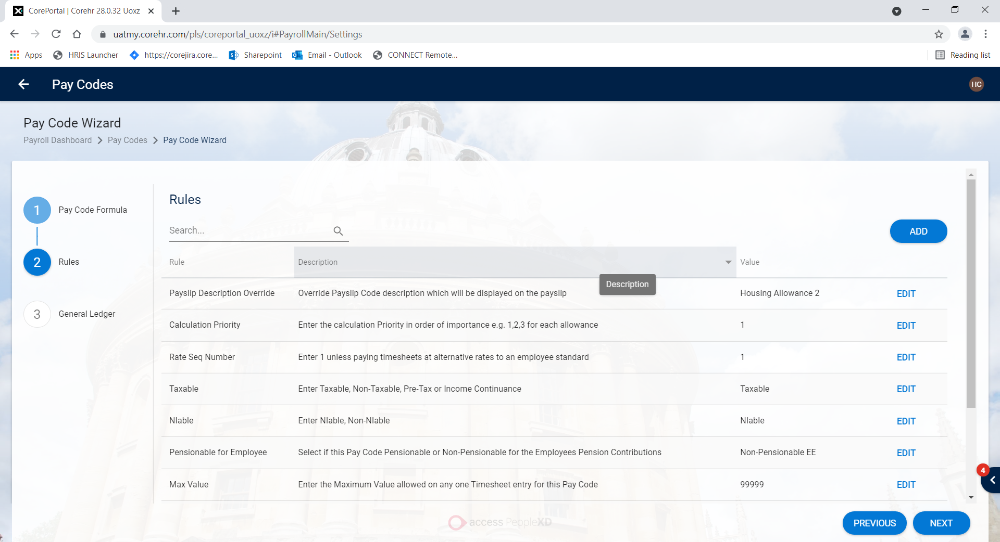 CorePortal | Corehr 28.0.32 Uoxz
uatmy.corehr.com/pls/coreportal_uoxz/i#PayrollMain/Settings
Apps HRIS Launcher https://corejira.core... Sharepoint Email - Outlook CONNECT Remote... Reading list
Pay Codes HC
Pay Code Wizard
Payroll Dashboard Pay Codes Pay Code Wizard
1 Pay Code Formula
2 Rules
3 General Ledger
Rules
Search...
ADD
Rule Description Value
Description
Payslip Description Override Override Payslip Code description which will be displayed on the payslip Housing Allowance 2 EDIT
Calculation Priority Enter the calculation Priority in order of importance e.g. 1,2,3 for each allowance 1 EDIT
Rate Seq Number Enter 1 unless paying timesheets at alternative rates to an employee standard 1 EDIT
Taxable Enter Taxable, Non-Taxable, Pre-Tax or Income Continuance Taxable EDIT
NIable Enter NIable, Non-NIable NIable EDIT
Pensionable for Employee Select if this Pay Code Pensionable or Non-Pensionable for the Employees Pension Contributions Non-Pensionable EE EDIT
Max Value Enter the Maximum Value allowed on any one Timesheet entry for this Pay Code 99999 EDIT
4
access PeopleXD
PREVIOUS NEXT